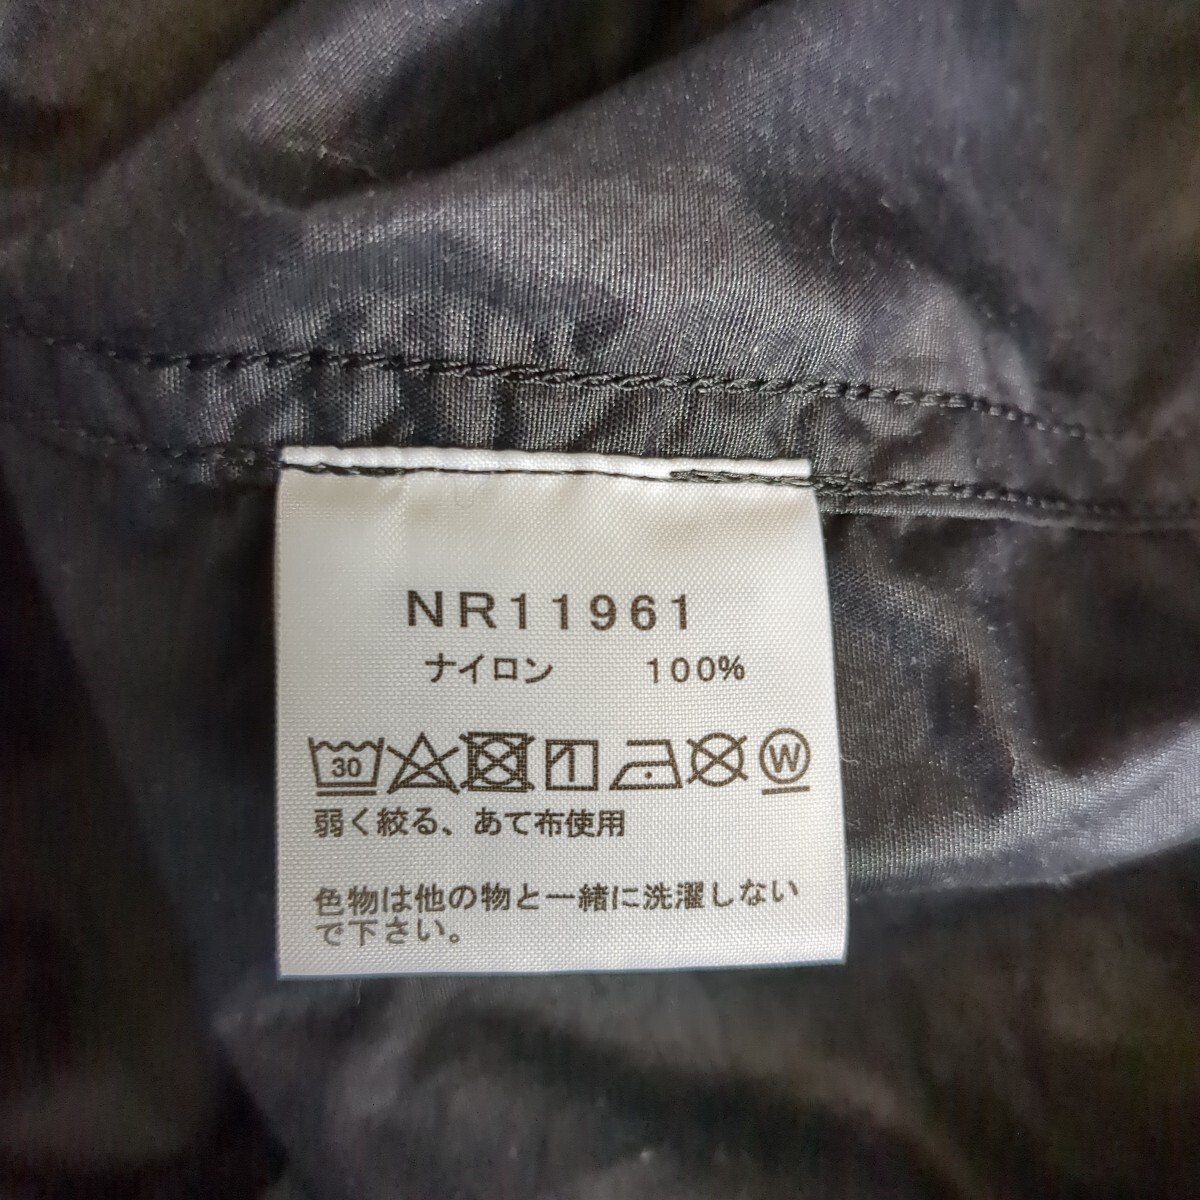 NR11961
ナイロン 100%
30 W
弱く絞る、あて布使用
色物は他の物と一緒に洗濯しない
で下さい。